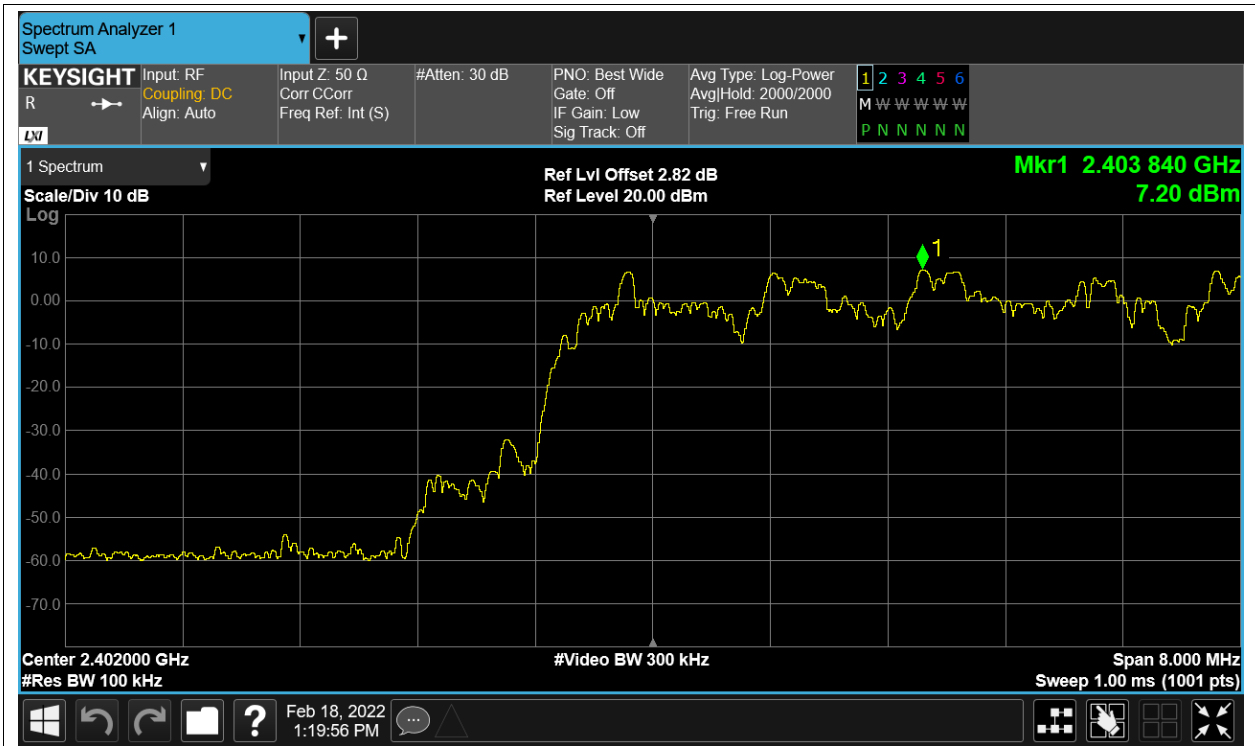 Spectrum Analyzer 1
Swept SA
KEYSIGHT
R
LXI
Input: RF
Coupling: DC
Align: Auto
Input Z: 50 Ω
Corr CCorr
Freq Ref: Int (S)
#Atten: 30 dB
PNO: Best Wide
Gate: Off
IF Gain: Low
Sig Track: Off
Avg Type: Log-Power
Avg|Hold: 2000/2000
Trig: Free Run
1 2 3 4 5 6
M W W W W W
P N N N N N
1 Spectrum
Scale/Div 10 dB
Log
Ref Lvl Offset 2.82 dB
Ref Level 20.00 dBm
Mkr1 2.403 840 GHz
7.20 dBm
1
10.0
0.00
-10.0
-20.0
-30.0
-40.0
-50.0
-60.0
-70.0
Center 2.402000 GHz
#Res BW 100 kHz
#Video BW 300 kHz
Span 8.000 MHz
Sweep 1.00 ms (1001 pts)
?
Feb 18, 2022
1:19:56 PM